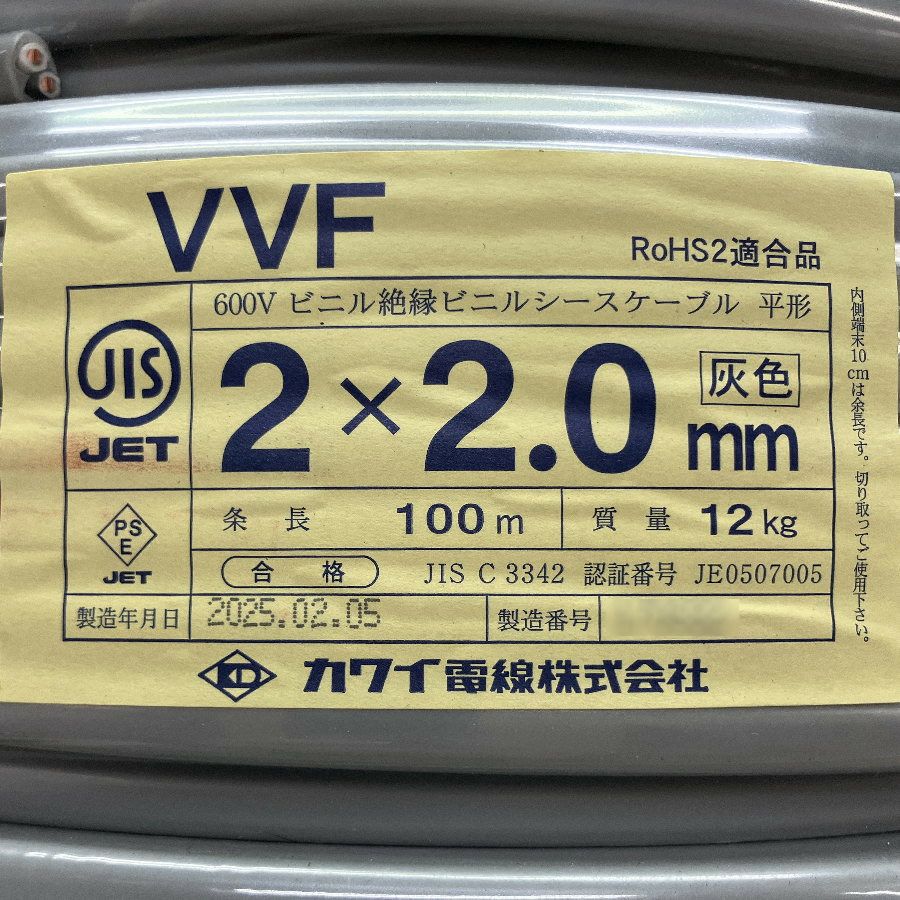 VVF
RoHS2適合品
600V ビニル絶縁ビニルシースケーブル 平形
JIS
JET
2×2.0mm
灰色
PS
E
JET
条長 100m
質量 12kg
合格 JIS C 3342 認証番号 JE0507005
製造年月日 2025.02.05
製造番号
KD カワイ電線株式会社
内側端末10cmは余長です。切り取ってご使用下さい。